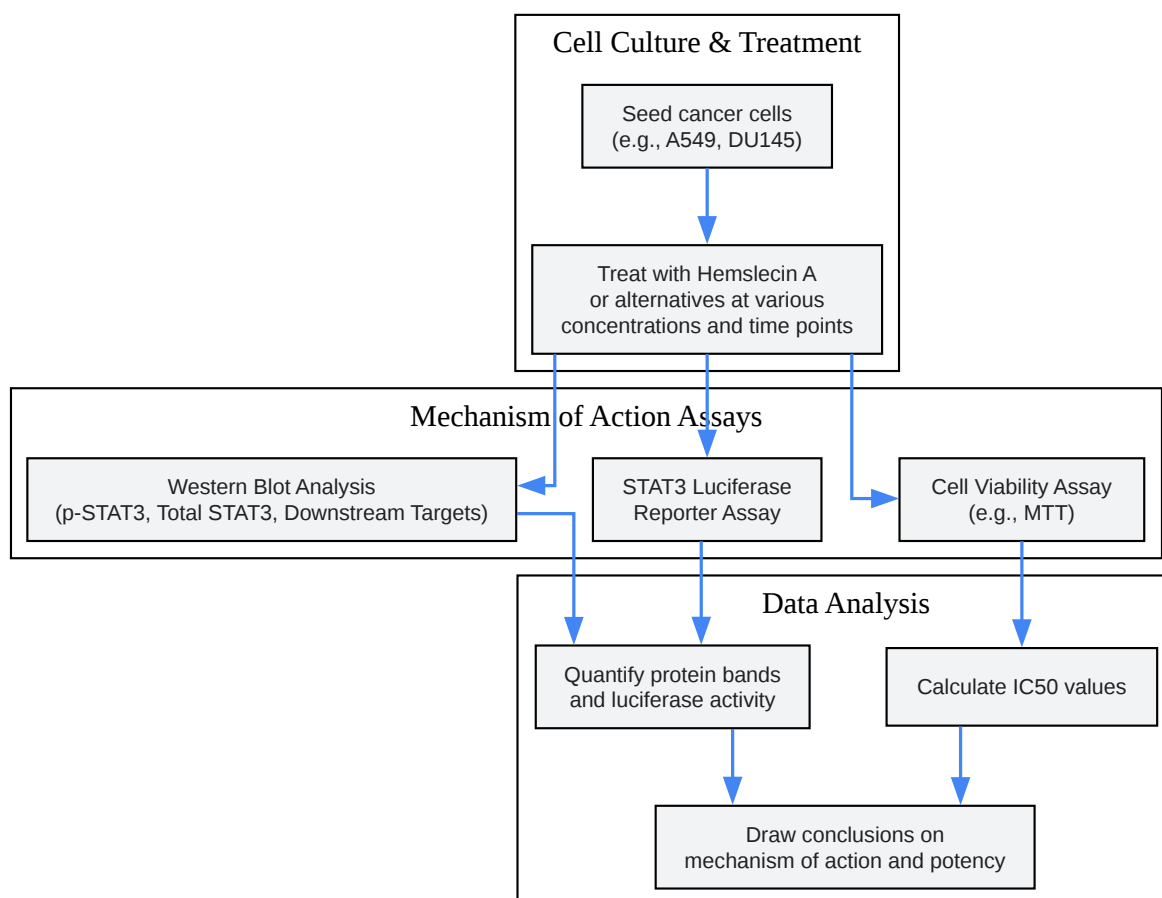 Cell Culture & Treatment
Seed cancer cells
(e.g., A549, DU145)
Treat with Hemslecin A
or alternatives at various
concentrations and time points
Mechanism of Action Assays
Western Blot Analysis
(p-STAT3, Total STAT3, Downstream Targets)
STAT3 Luciferase
Reporter Assay
Cell Viability Assay
(e.g., MTT)
Data Analysis
Quantify protein bands
and luciferase activity
Calculate IC50 values
Draw conclusions on
mechanism of action and potency